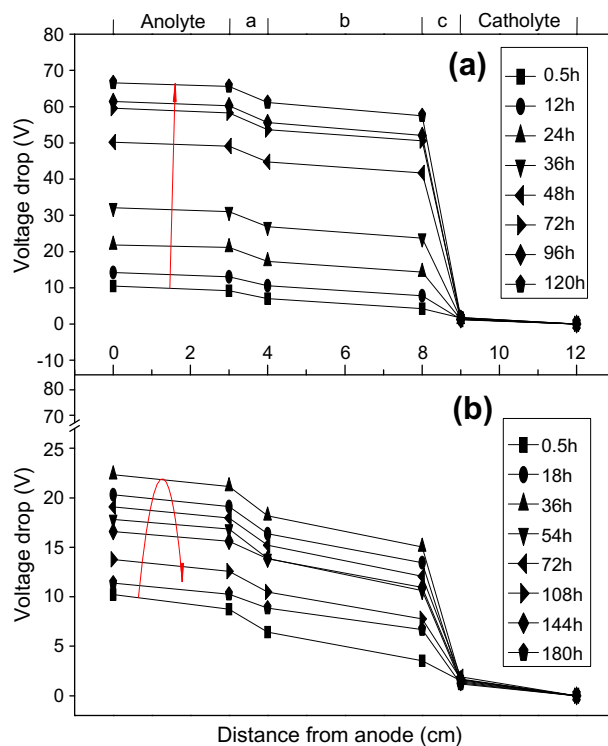 Anolyte a b c Catholyte
(a)
Voltage drop (V)
80
70
60
50
40
30
20
10
0
-10
0.5h
12h
24h
36h
48h
72h
96h
120h
0 2 4 6 8 10 12
(b)
Voltage drop (V)
80
70
25
20
15
10
5
0
0.5h
18h
36h
54h
72h
108h
144h
180h
Distance from anode (cm)